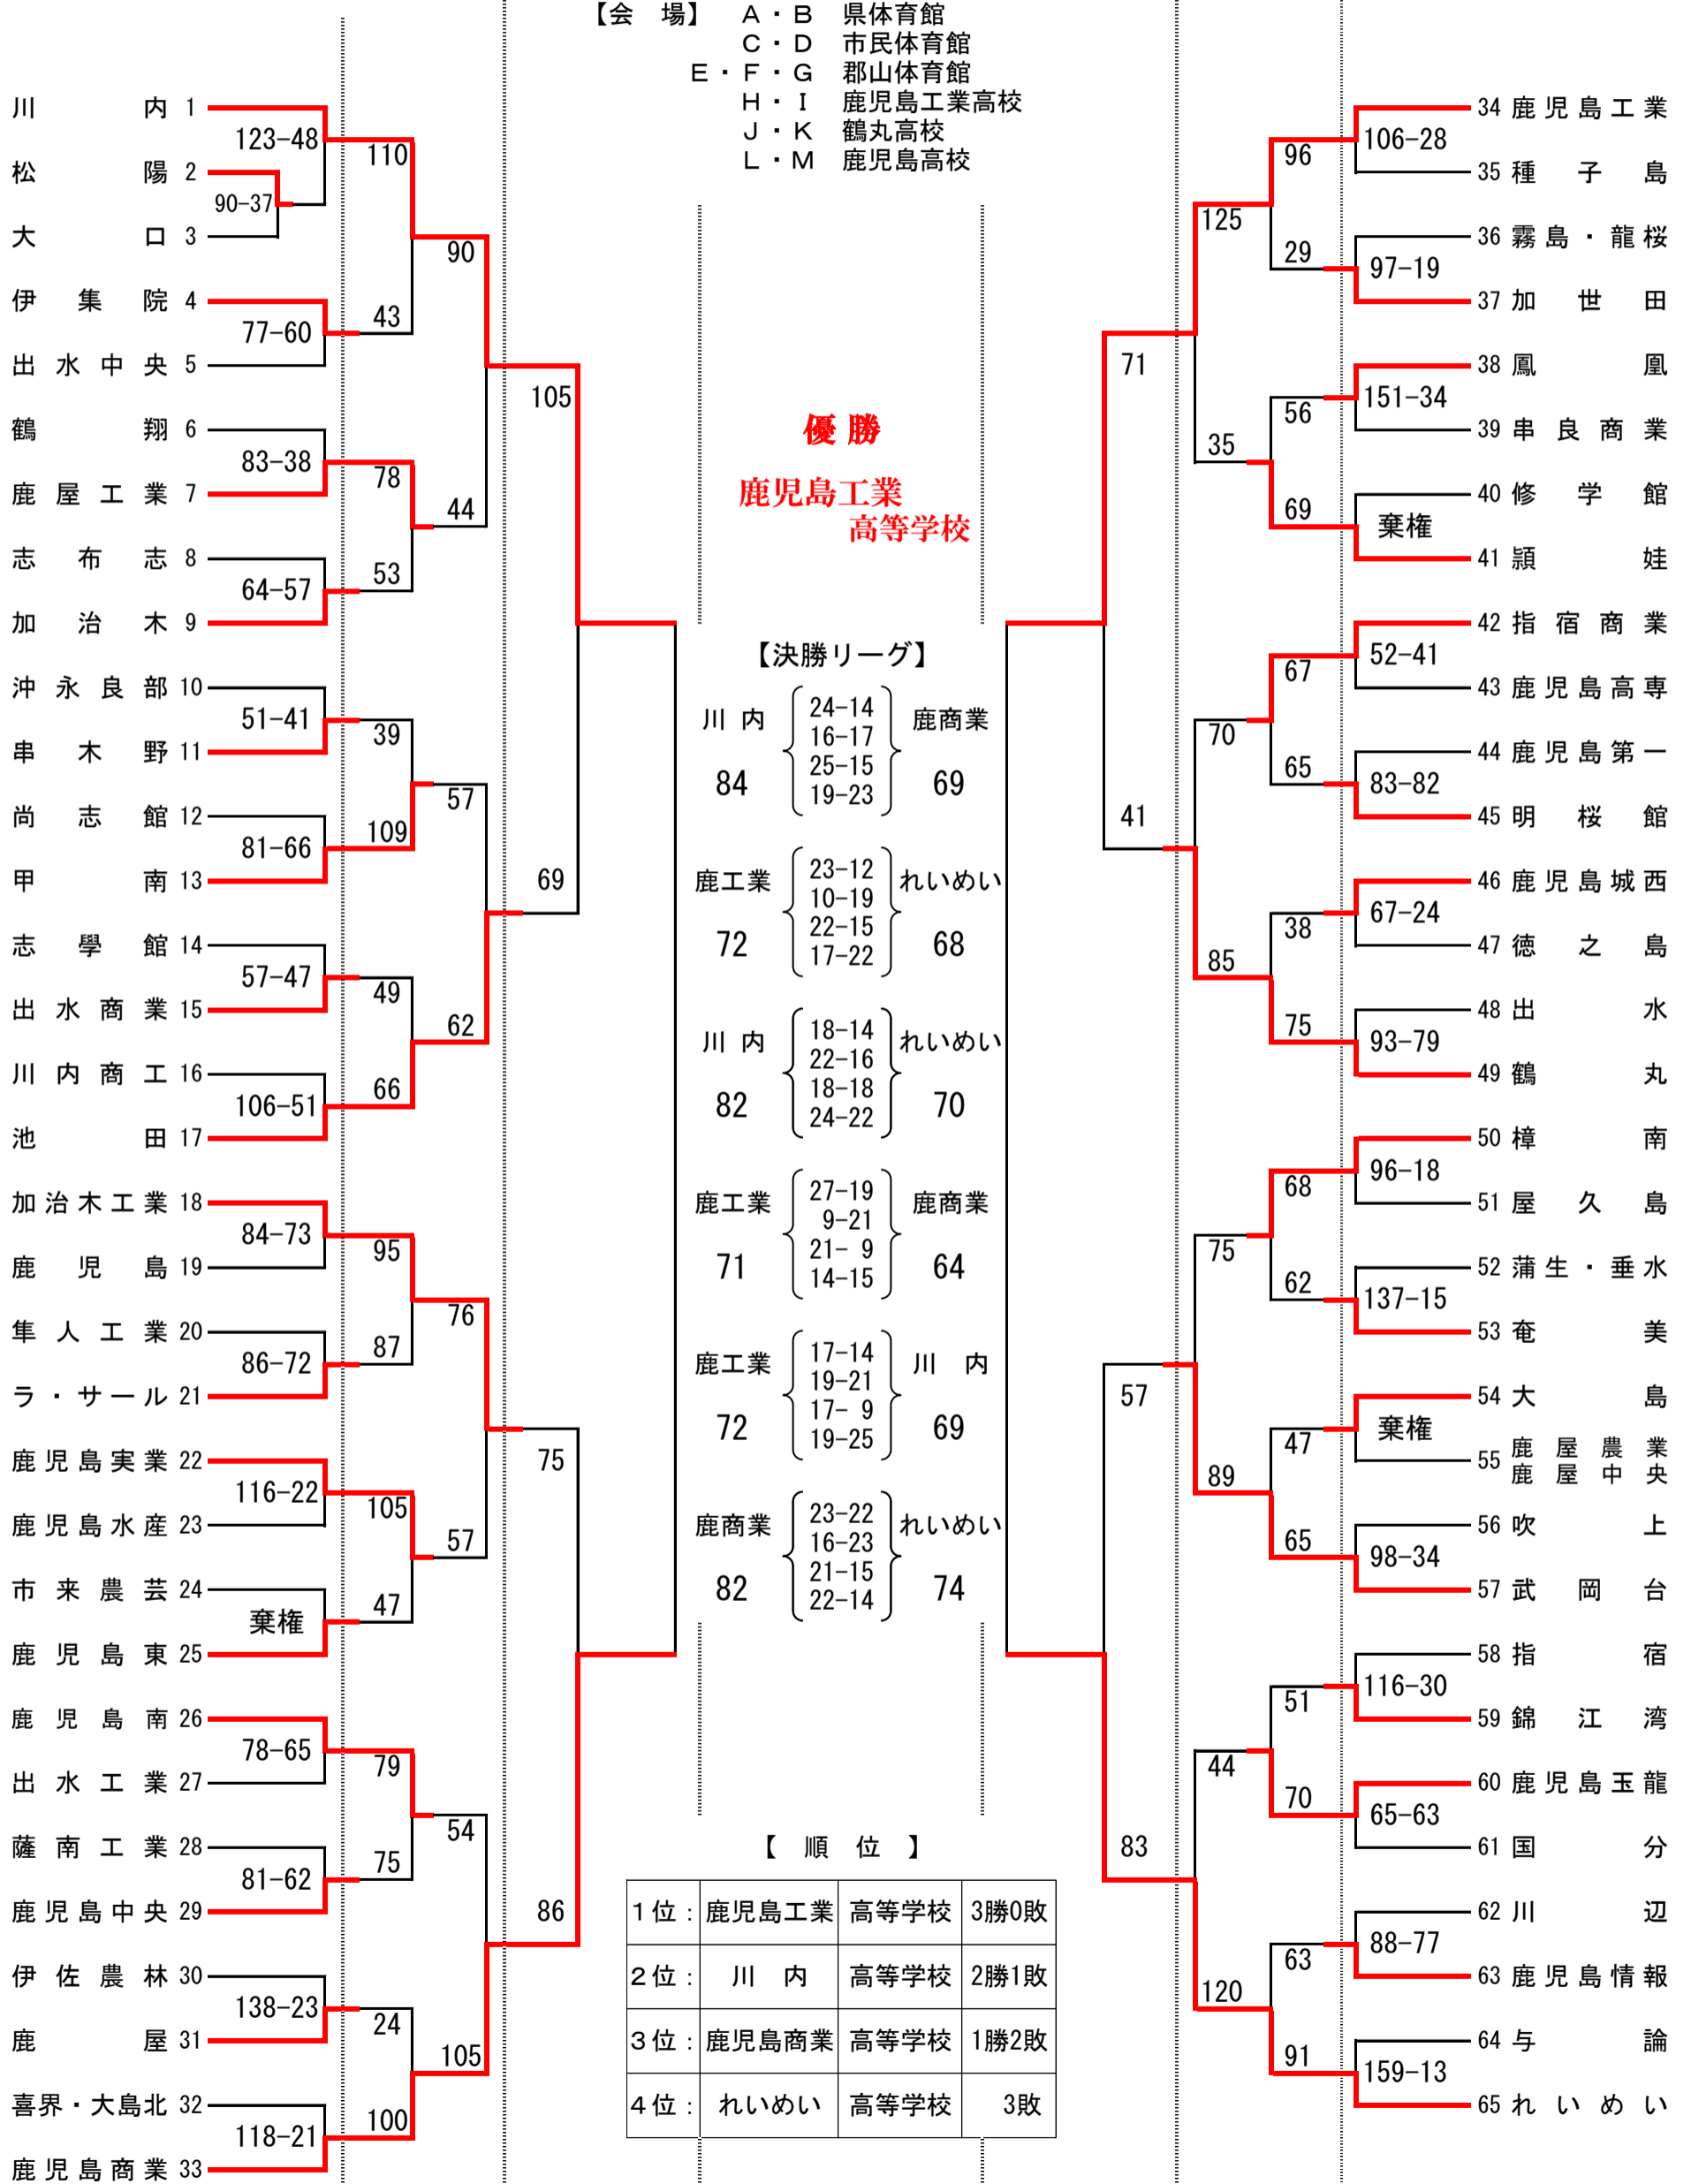 【会　場】　A・B　県体育館
C・D　市民体育館
E・F・G　郡山体育館
H・I　鹿児島工業高校
J・K　鶴丸高校
L・M　鹿児島高校
川内 1
123-48
110
松陽 2
90-37
大口 3
90
伊集院 4
77-60
43
出水中央 5
105
鶴翔 6
83-38
78
鹿屋工業 7
44
志布志 8
64-57
53
加治木 9
沖永良部 10
51-41
39
串木野 11
57
尚志館 12
81-66
109
甲南 13
69
志學館 14
57-47
49
出水商業 15
62
川内商工 16
106-51
66
池田 17
加治木工業 18
84-73
95
鹿児島 19
76
隼人工業 20
86-72
87
ラ・サール 21
75
鹿児島実業 22
116-22
105
鹿児島水産 23
57
市来農芸 24
棄権
47
鹿児島東 25
鹿児島南 26
78-65
79
出水工業 27
54
薩南工業 28
81-62
75
鹿児島中央 29
86
伊佐農林 30
138-23
24
鹿屋 31
105
喜界・大島北 32
118-21
100
鹿児島商業 33
優勝
鹿児島工業
高等学校
【決勝リーグ】
川内 24-14 鹿商業
16-17
25-15
84 19-23 69
鹿工業 23-12 れいめい
10-19
22-15
72 17-22 68
川内 18-14 れいめい
22-16
18-18
82 24-22 70
鹿工業 27-19 鹿商業
9-21
21- 9
71 14-15 64
鹿工業 17-14 川内
19-21
17- 9
72 19-25 69
鹿商業 23-22 れいめい
16-23
21-15
82 22-14 74
【　順　位　】
1位: 鹿児島工業 高等学校 3勝0敗
2位: 川内 高等学校 2勝1敗
3位: 鹿児島商業 高等学校 1勝2敗
4位: れいめい 高等学校 3敗
34 鹿児島工業
96
106-28
35 種子島
125
36 霧島・龍桜
29
97-19
37 加世田
71
38 鳳凰
56
151-34
39 串良商業
35
40 修学館
69
棄権
41 頴娃
42 指宿商業
67
52-41
43 鹿児島高専
70
44 鹿児島第一
65
83-82
45 明桜館
41
46 鹿児島城西
38
67-24
47 徳之島
85
48 出水
75
93-79
49 鶴丸
50 樟南
68
96-18
51 屋久島
75
52 蒲生・垂水
62
137-15
53 奄美
57
54 大島
47
棄権
55 鹿屋農業
鹿屋中央
89
56 吹上
65
98-34
57 武岡台
58 指宿
51
116-30
59 錦江湾
44
60 鹿児島玉龍
70
65-63
61 国分
83
62 川辺
63
88-77
63 鹿児島情報
120
64 与論
91
159-13
65 れいめい